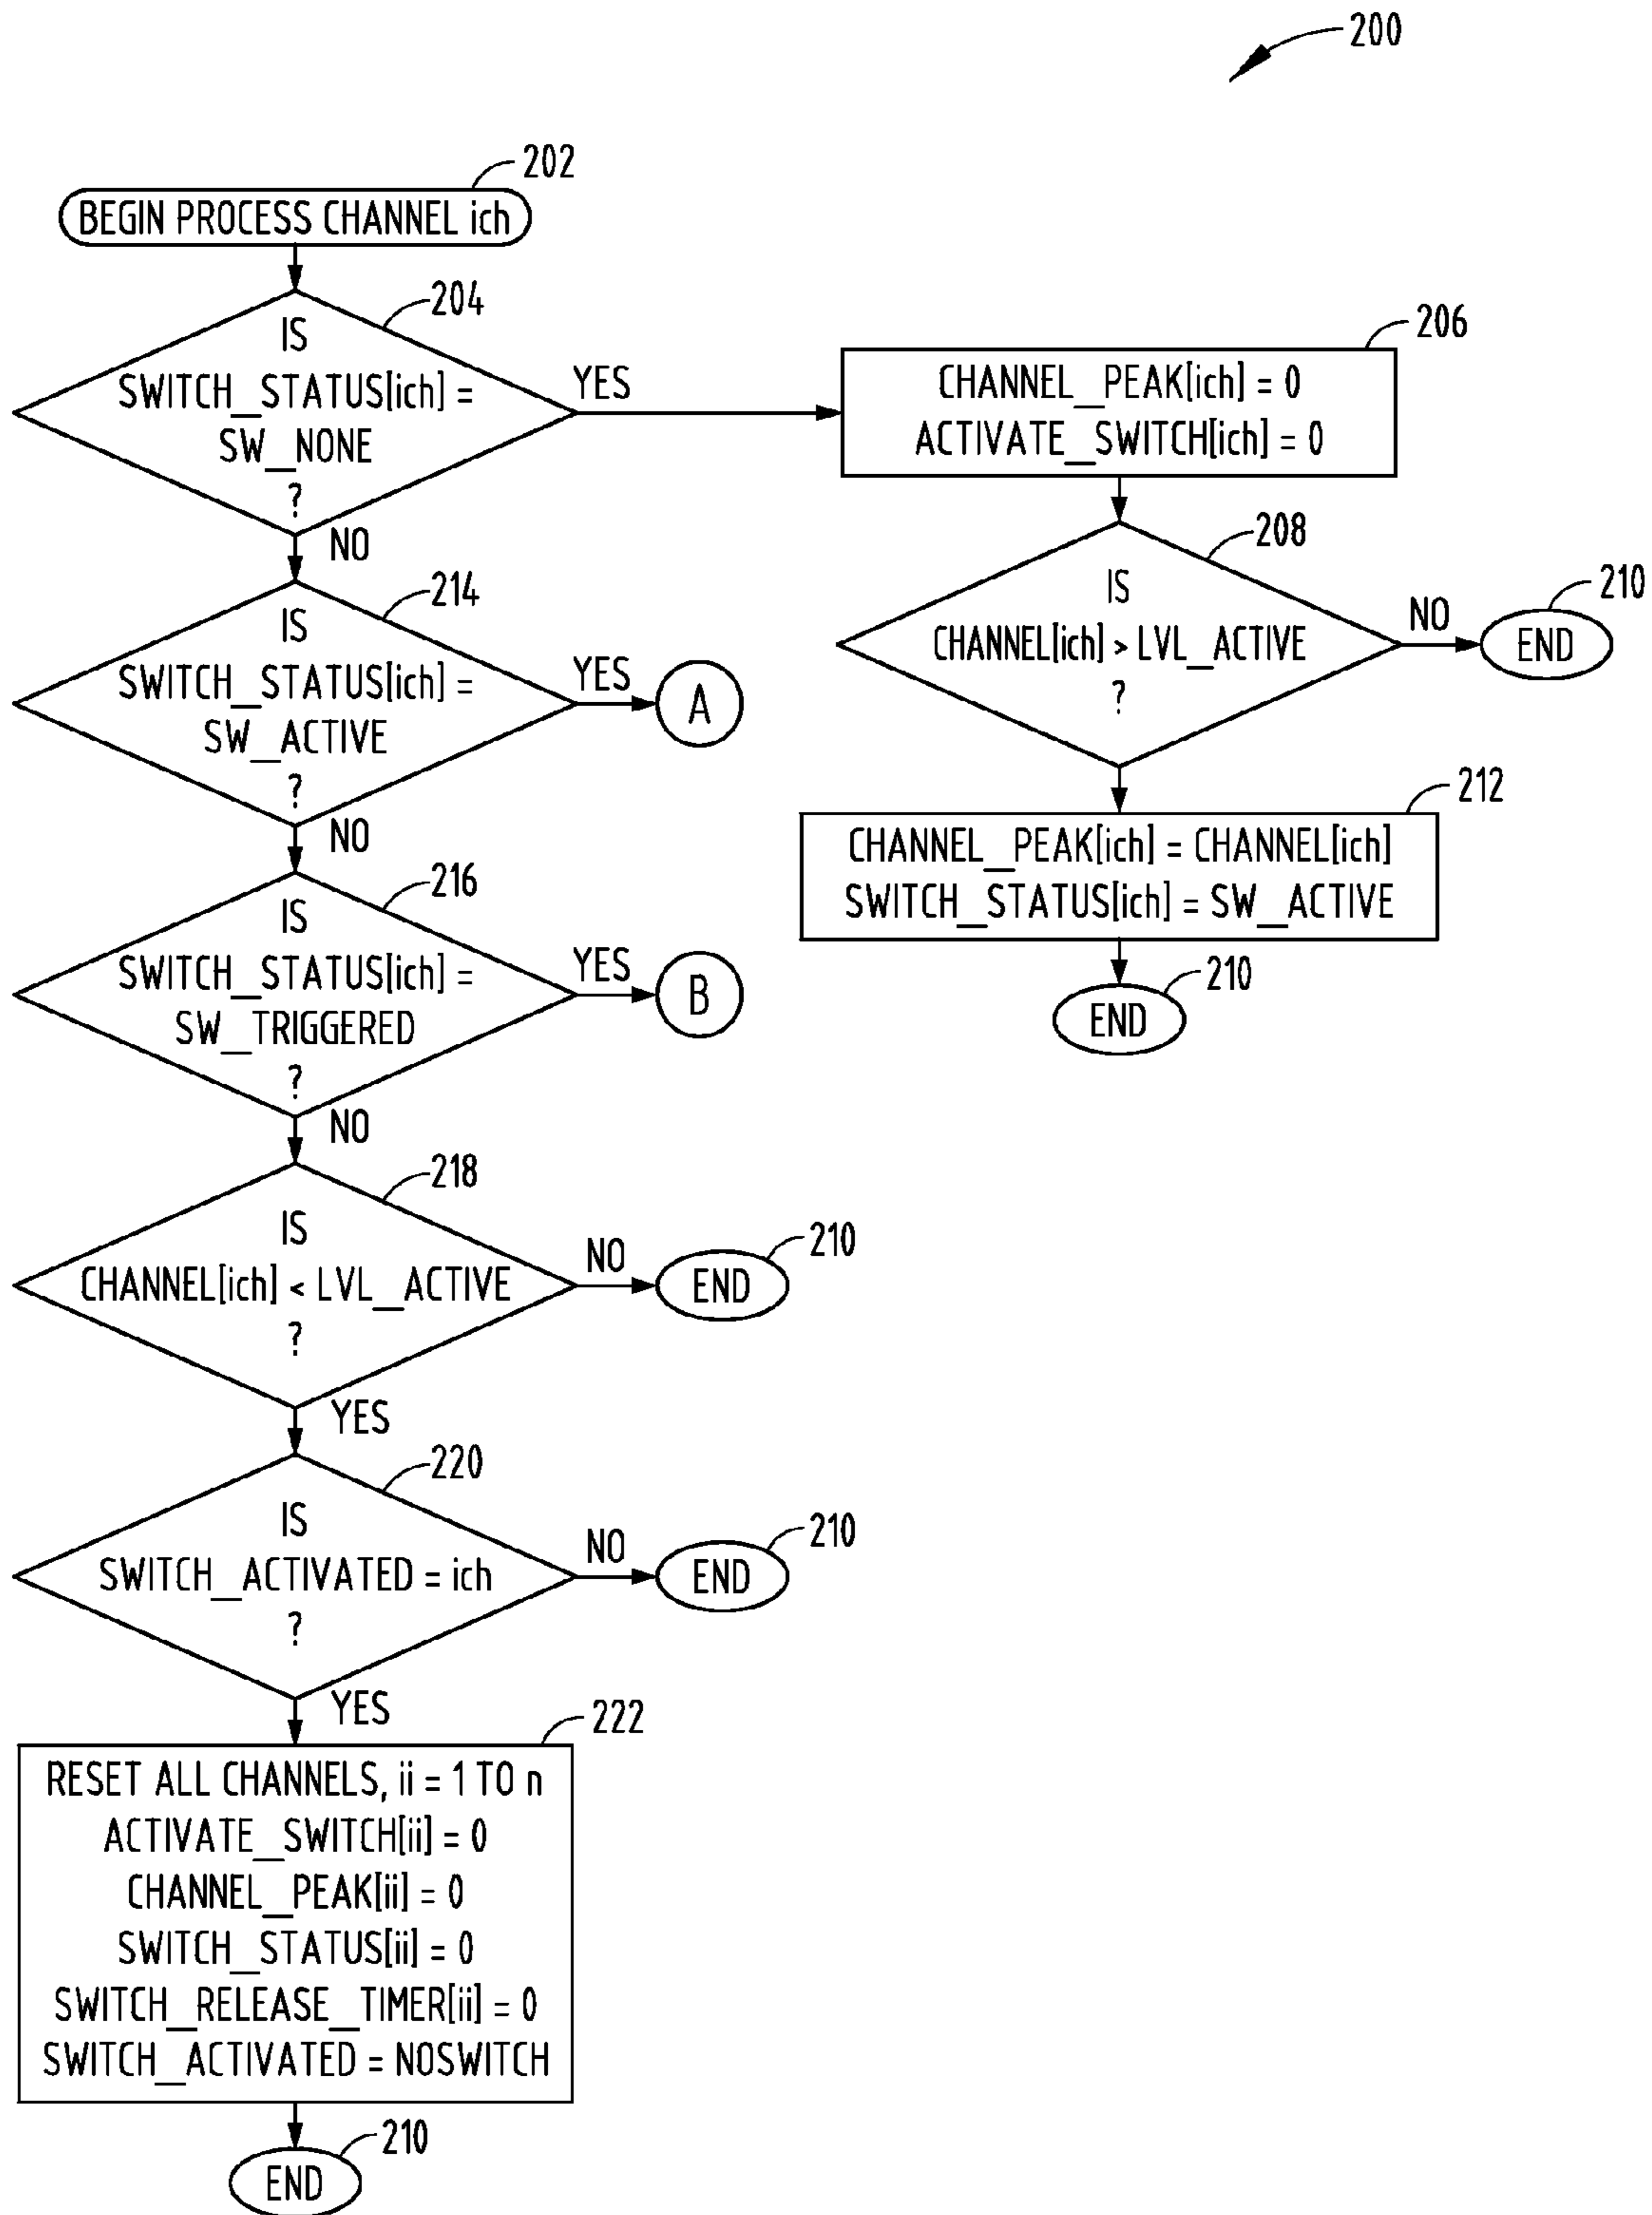 200
202
BEGIN PROCESS CHANNEL ich
204
IS
SWITCH_STATUS[ich] =
SW_NONE
?
YES
NO
206
CHANNEL_PEAK[ich] = 0
ACTIVATE_SWITCH[ich] = 0
208
IS
CHANNEL[ich] > LVL_ACTIVE
?
NO
210
END
212
CHANNEL_PEAK[ich] = CHANNEL[ich]
SWITCH_STATUS[ich] = SW_ACTIVE
210
END
214
IS
SWITCH_STATUS[ich] =
SW_ACTIVE
?
YES
A
NO
216
IS
SWITCH_STATUS[ich] =
SW_TRIGGERED
?
YES
B
NO
218
IS
CHANNEL[ich] < LVL_ACTIVE
?
NO
210
END
YES
220
IS
SWITCH_ACTIVATED = ich
?
NO
210
END
YES
222
RESET ALL CHANNELS, ii = 1 TO n
ACTIVATE_SWITCH[ii] = 0
CHANNEL_PEAK[ii] = 0
SWITCH_STATUS[ii] = 0
SWITCH_RELEASE_TIMER[ii] = 0
SWITCH_ACTIVATED = NOSWITCH
210
END